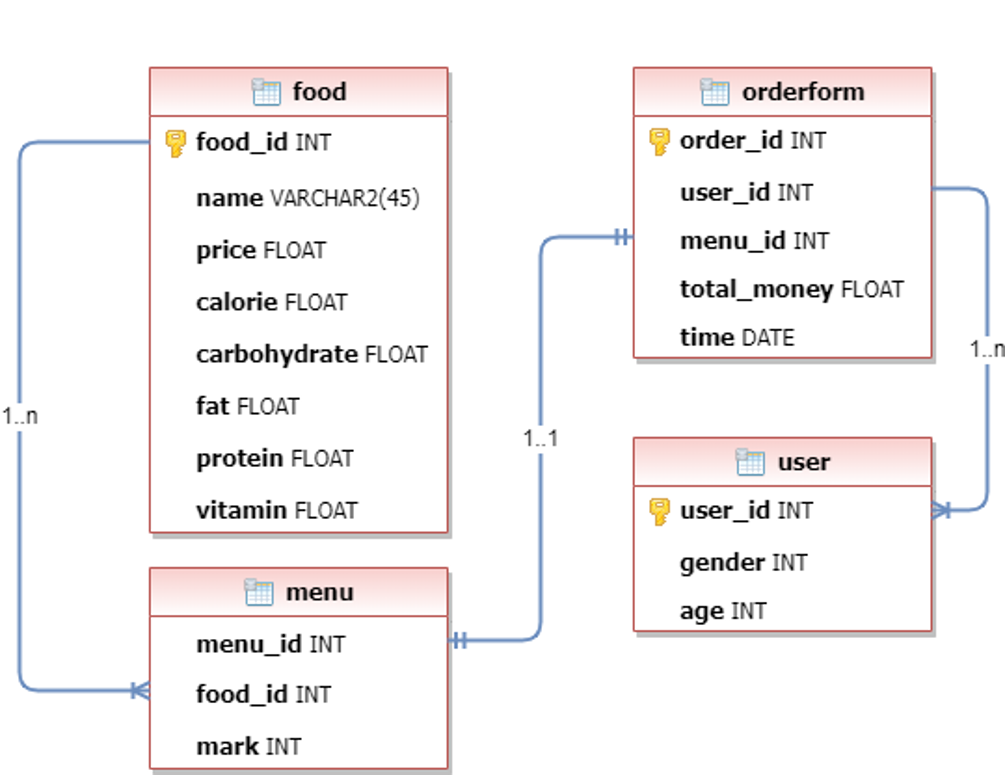 food
food_id INT
name VARCHAR2(45)
price FLOAT
calorie FLOAT
carbohydrate FLOAT
fat FLOAT
protein FLOAT
vitamin FLOAT
menu
menu_id INT
food_id INT
mark INT
orderform
order_id INT
user_id INT
menu_id INT
total_money FLOAT
time DATE
user
user_id INT
gender INT
age INT
1..n
1..1
1..n